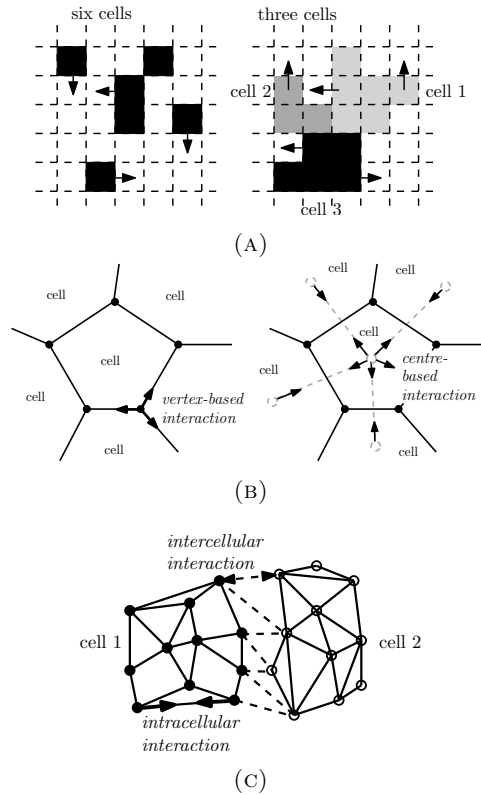 six cells
three cells
cell 2
cell 1
cell 3
(A)
cell
cell
cell
cell
cell
vertex-based
interaction
cell
cell
cell
cell
cell
centre-
based
interaction
(B)
intercellular
interaction
cell 1
cell 2
intracellular
interaction
(C)